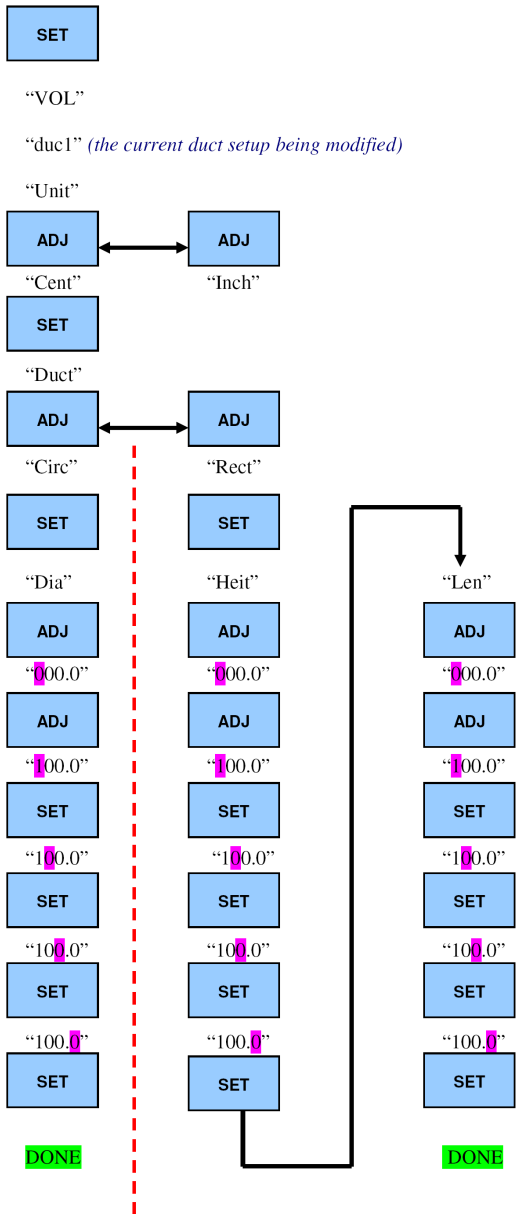 SET
“VOL”
“duc1” (the current duct setup being modified)
“Unit”
ADJ ADJ
“Cent” “Inch”
SET
“Duct”
ADJ ADJ
“Circ” “Rect”
SET SET
“Dia” “Heit” “Len”
ADJ ADJ ADJ
“000.0” “000.0” “000.0”
ADJ ADJ ADJ
“100.0” “100.0” “100.0”
SET SET SET
“100.0” “100.0” “100.0”
SET SET SET
“100.0” “100.0” “100.0”
SET SET SET
“100.0” “100.0” “100.0”
SET SET SET
DONE DONE